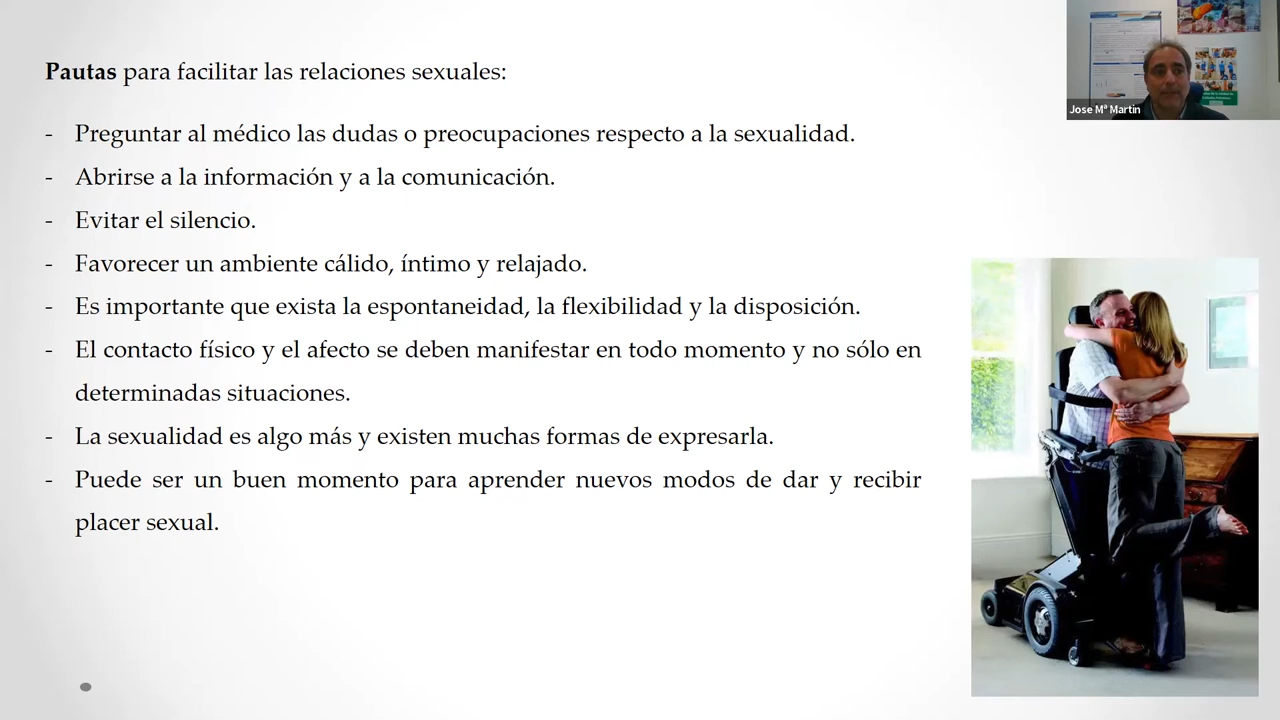 Pautas para facilitar las relaciones sexuales:
- Preguntar al médico las dudas o preocupaciones respecto a la sexualidad.
- Abrirse a la información y a la comunicación.
- Evitar el silencio.
- Favorecer un ambiente cálido, íntimo y relajado.
- Es importante que exista la espontaneidad, la flexibilidad y la disposición.
- El contacto físico y el afecto se deben manifestar en todo momento y no sólo en
determinadas situaciones.
- La sexualidad es algo más y existen muchas formas de expresarla.
- Puede ser un buen momento para aprender nuevos modos de dar y recibir
placer sexual.
Jose Mª Martin